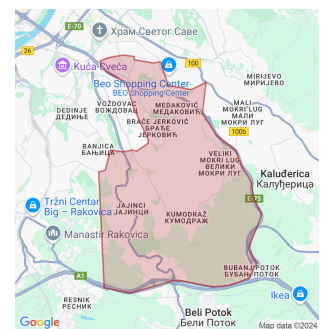 E-70
Храм Светог Саве
26
Kuća Cveća
100
Beo Shopping Center
BEO Shopping Center
MIRIJEVO
МИРИЈЕВО
VOŽDOVAC
ВОЖДОВАЦ
MEDAKOVIĆ
МЕДАКОВИЋ
MALI
MOKRI LUG
МАЛИ
МОКРИ ЛУГ
DEDINJE
ДЕДИЊЕ
BRAĆE JERKOVIĆ
БРАЋЕ
ЈЕРКОВИЋ
100b
BANJICA
БАЊИЦА
VELIKI
MOKRI LUG
ВЕЛИКИ
МОКРИ ЛУГ
Kaluđerica
Калуђерица
E-75
Tržni Centar
Big – Rakovica
JAJINCI
ЈАЈИНЦИ
KUMODRAŽ
КУМОДРАЖ
Manastir Rakovica
A1
BUBANJ POTOK
БУБАЊ ПОТОК
RESNIK
РЕСНИК
Ikea
Beli Potok
Бели Поток
Google
Map data ©2024